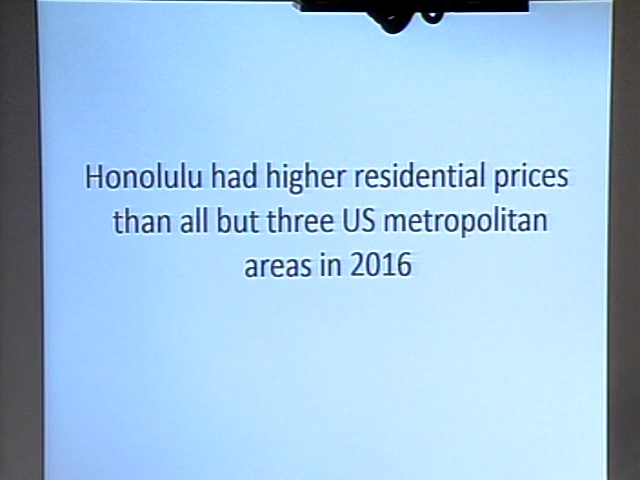 Honolulu had higher residential prices
than all but three US metropolitan
areas in 2016